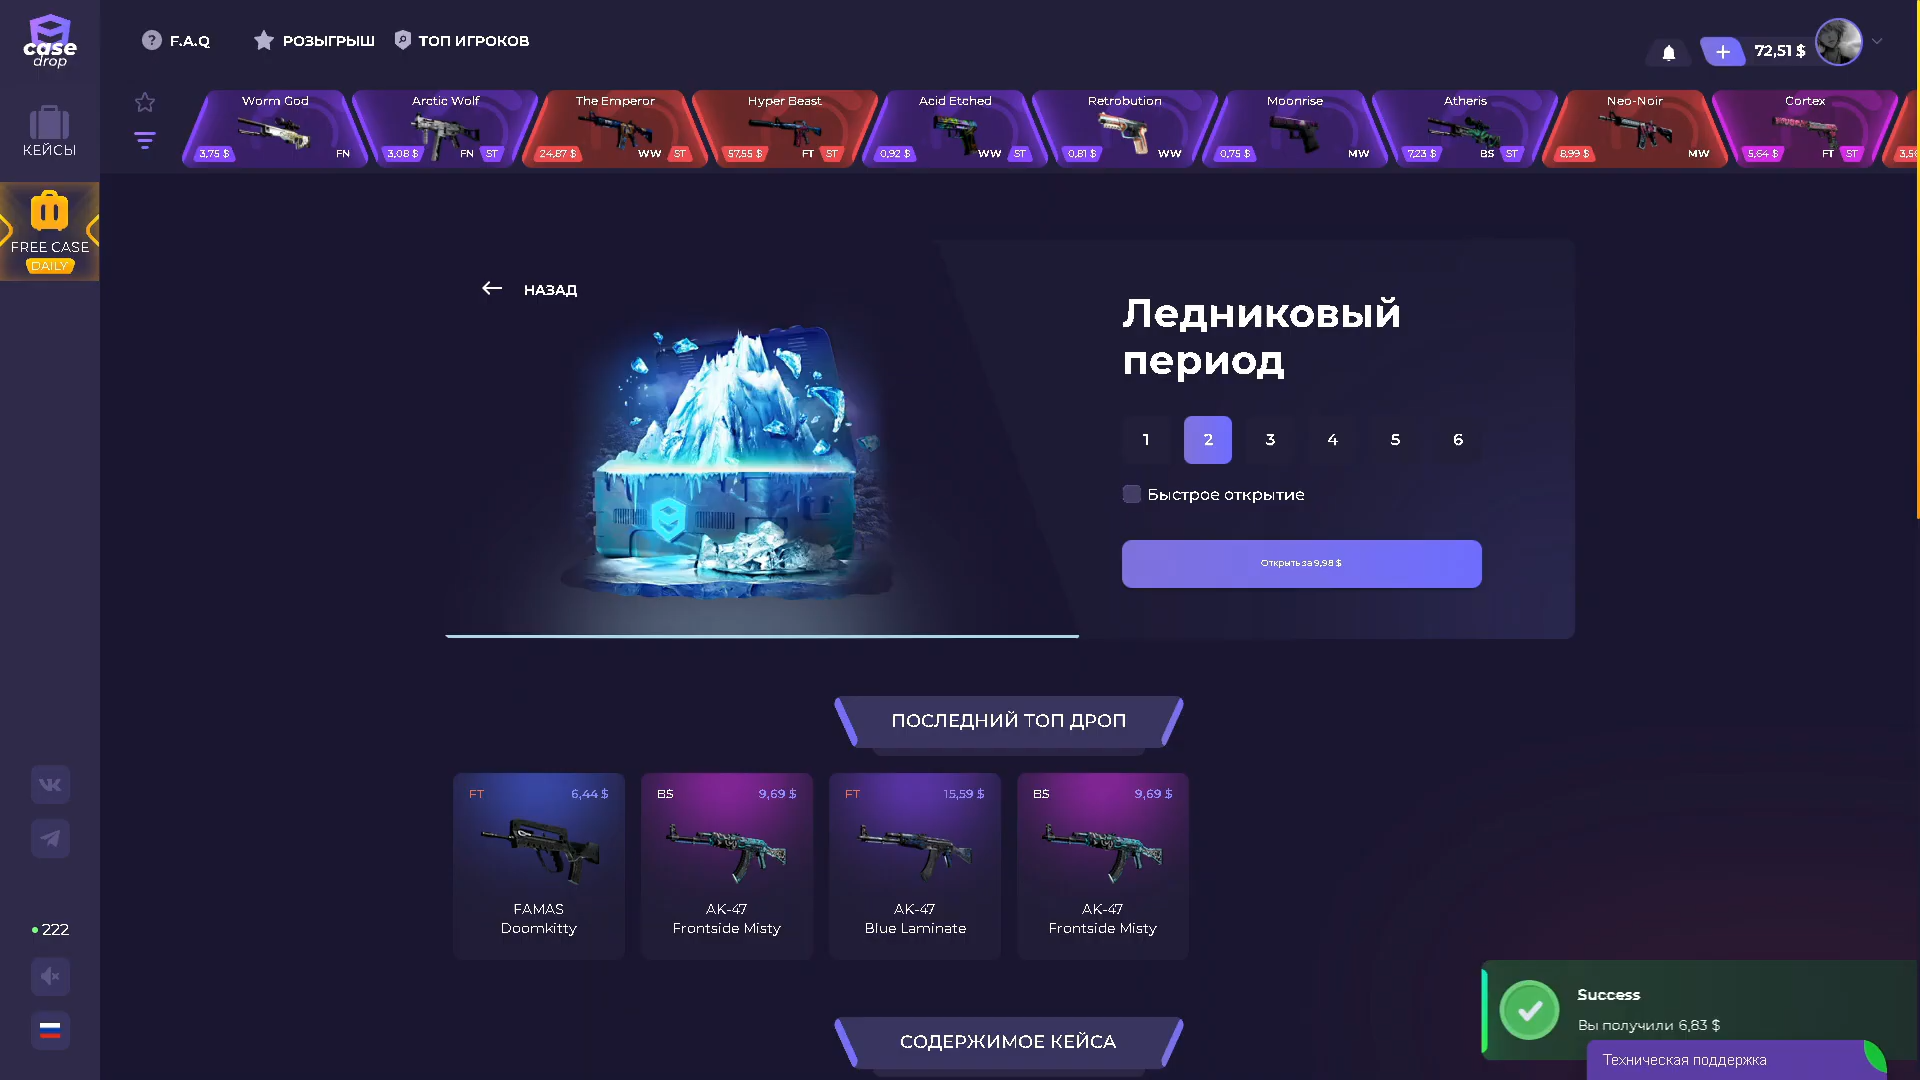 case
drop
F.A.Q
РОЗЫГРЫШ
ТОП ИГРОКОВ
72,51 $
КЕЙСЫ
FREE CASE
DAILY
Worm God
3,75 $
FN
Arctic Wolf
3,08 $
FN
ST
The Emperor
24,87 $
WW
ST
Hyper Beast
57,55 $
FT
ST
Acid Etched
0,92 $
WW
ST
Retrobution
0,81 $
WW
Moonrise
0,75 $
MW
Atheris
7,23 $
BS
ST
Neo-Noir
8,99 $
MW
Cortex
5,64 $
FT
ST
НАЗАД
Ледниковый
период
1
2
3
4
5
6
Быстрое открытие
Открыть за 9,98 $
ПОСЛЕДНИЙ ТОП ДРОП
FT
6,44 $
FAMAS
Doomkitty
BS
9,69 $
AK-47
Frontside Misty
FT
15,59 $
AK-47
Blue Laminate
BS
9,69 $
AK-47
Frontside Misty
222
СОДЕРЖИМОЕ КЕЙСА
Success
Вы получили 6,83 $
Техническая поддержка